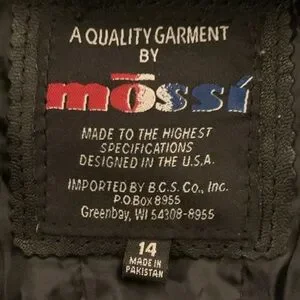 A QUALITY GARMENT
BY
mōssí
MADE TO THE HIGHEST
SPECIFICATIONS
DESIGNED IN THE U.S.A.
IMPORTED BY B.C.S. Co., Inc.
P.O.Box 8955
Greenbay, WI 54308-8955
14
MADE IN
PAKISTAN